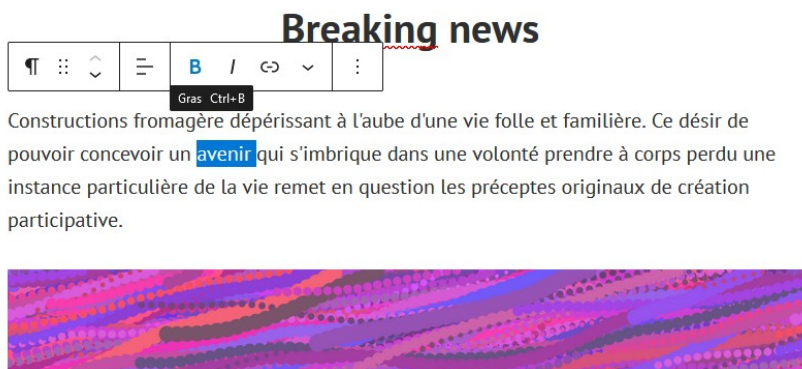 Breaking news
¶ B I
Gras Ctrl+B
Constructions fromagère dépérissant à l'aube d'une vie folle et familière. Ce désir de
pouvoir concevoir un avenir qui s'imbrique dans une volonté prendre à corps perdu une
instance particulière de la vie remet en question les préceptes originaux de création
participative.